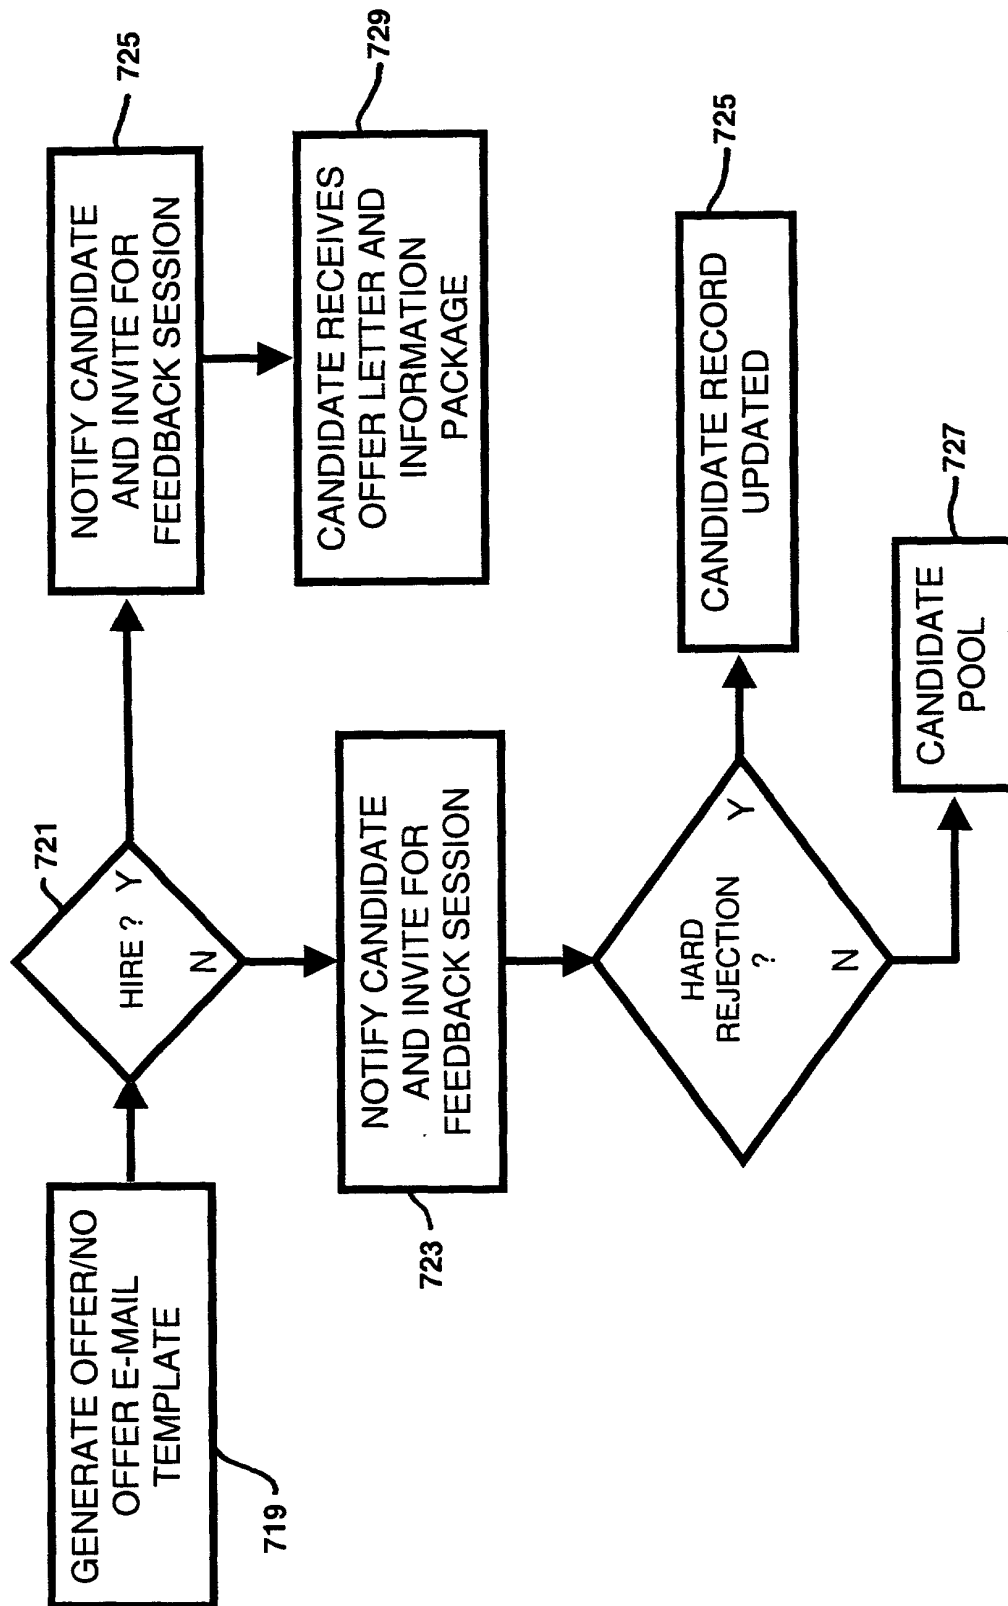 GENERATE OFFER/NO
OFFER E-MAIL
TEMPLATE
719
HIRE ?
Y
N
721
NOTIFY CANDIDATE
AND INVITE FOR
FEEDBACK SESSION
725
CANDIDATE RECEIVES
OFFER LETTER AND
INFORMATION
PACKAGE
729
NOTIFY CANDIDATE
AND INVITE FOR
FEEDBACK SESSION
723
HARD
REJECTION
?
Y
N
CANDIDATE RECORD
UPDATED
725
CANDIDATE
POOL
727